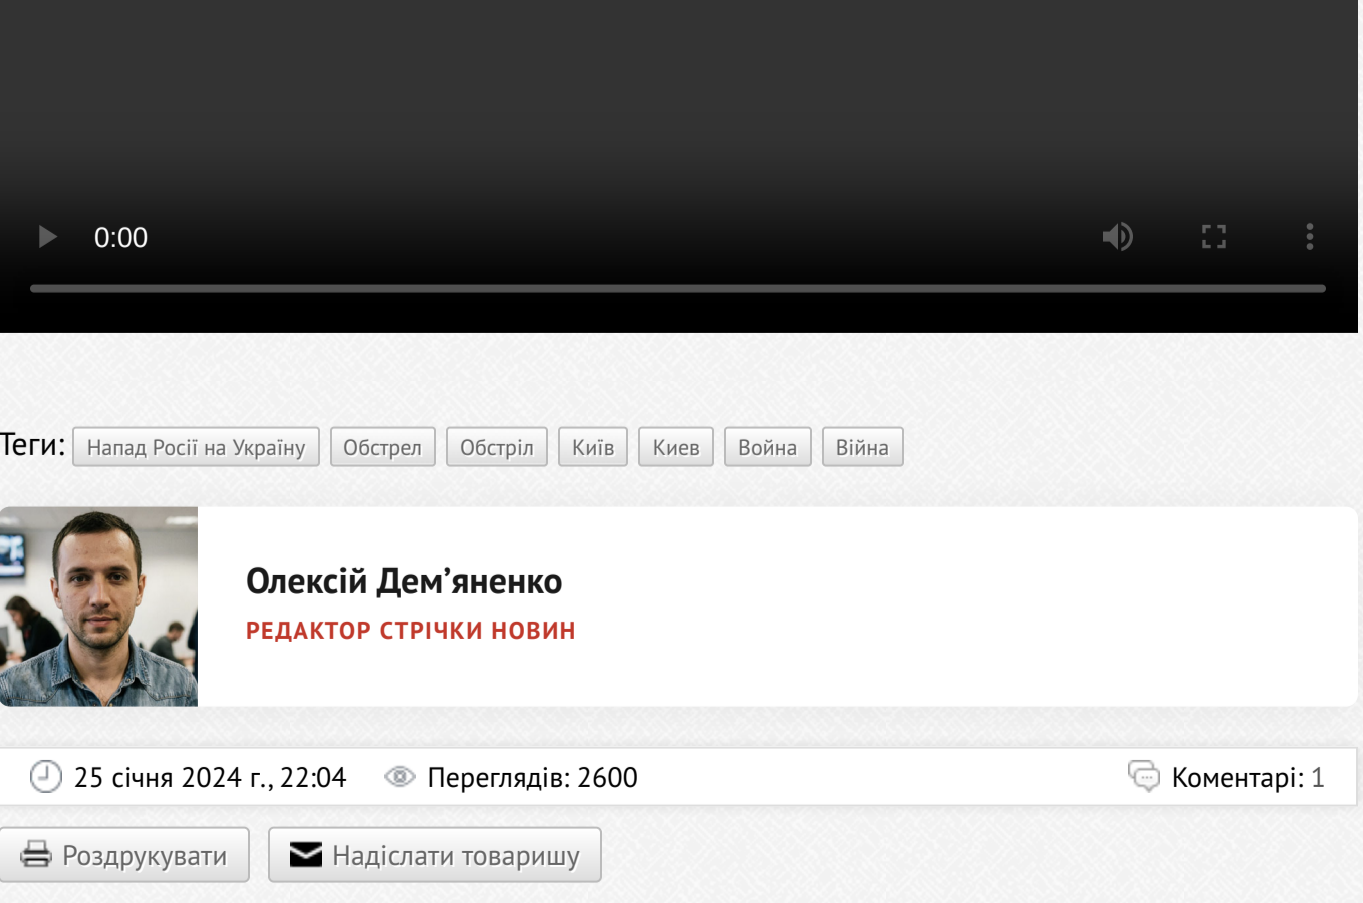 0:00
Теги: Напад Росії на Україну Обстрел Обстріл Київ Киев Война Війна
Олексій Дем’яненко
РЕДАКТОР СТРІЧКИ НОВИН
25 січня 2024 г., 22:04 Переглядів: 2600 Коментарі: 1
Роздрукувати Надіслати товаришу